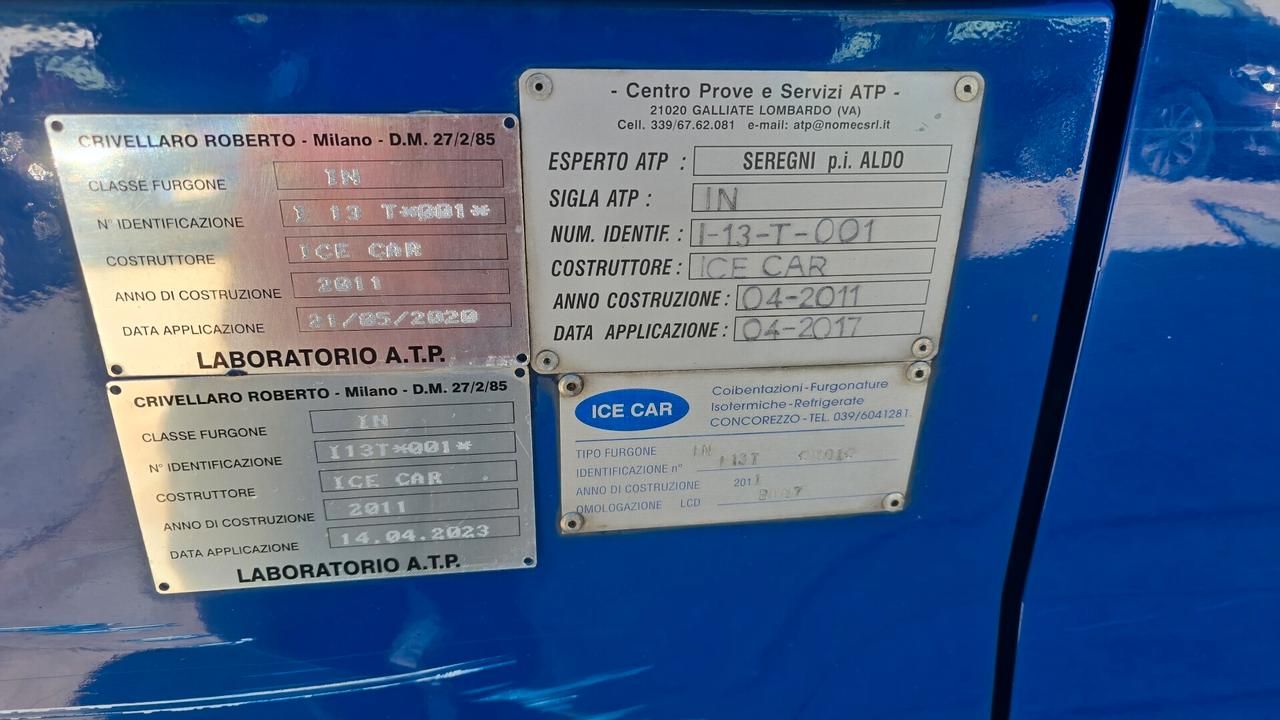 CRIVELLARO ROBERTO - Milano - D.M. 27/2/85
CLASSE FURGONE IN
N° IDENTIFICAZIONE I 13 T*001*
COSTRUTTORE ICE CAR
ANNO DI COSTRUZIONE 2011
DATA APPLICAZIONE 21/05/2020
LABORATORIO A.T.P.
- Centro Prove e Servizi ATP -
21020 GALLIATE LOMBARDO (VA)
Cell. 339/67.62.081 e-mail: atp@nomecsrl.it
ESPERTO ATP : SEREGNI p.i. ALDO
SIGLA ATP : IN
NUM. IDENTIF. : I-13-T-001
COSTRUTTORE : ICE CAR
ANNO COSTRUZIONE : 04-2011
DATA APPLICAZIONE : 04-2017
CRIVELLARO ROBERTO - Milano - D.M. 27/2/85
CLASSE FURGONE IN
N° IDENTIFICAZIONE I13T*001*
COSTRUTTORE ICE CAR
ANNO DI COSTRUZIONE 2011
DATA APPLICAZIONE 14.04.2023
LABORATORIO A.T.P.
ICE CAR
Coibentazioni-Furgonature
Isotermiche-Refrigerate
CONCOREZZO - TEL. 039/6041281
TIPO FURGONE IN
IDENTIFICAZIONE n° I13T
ANNO DI COSTRUZIONE 2011
OMOLOGAZIONE LCD